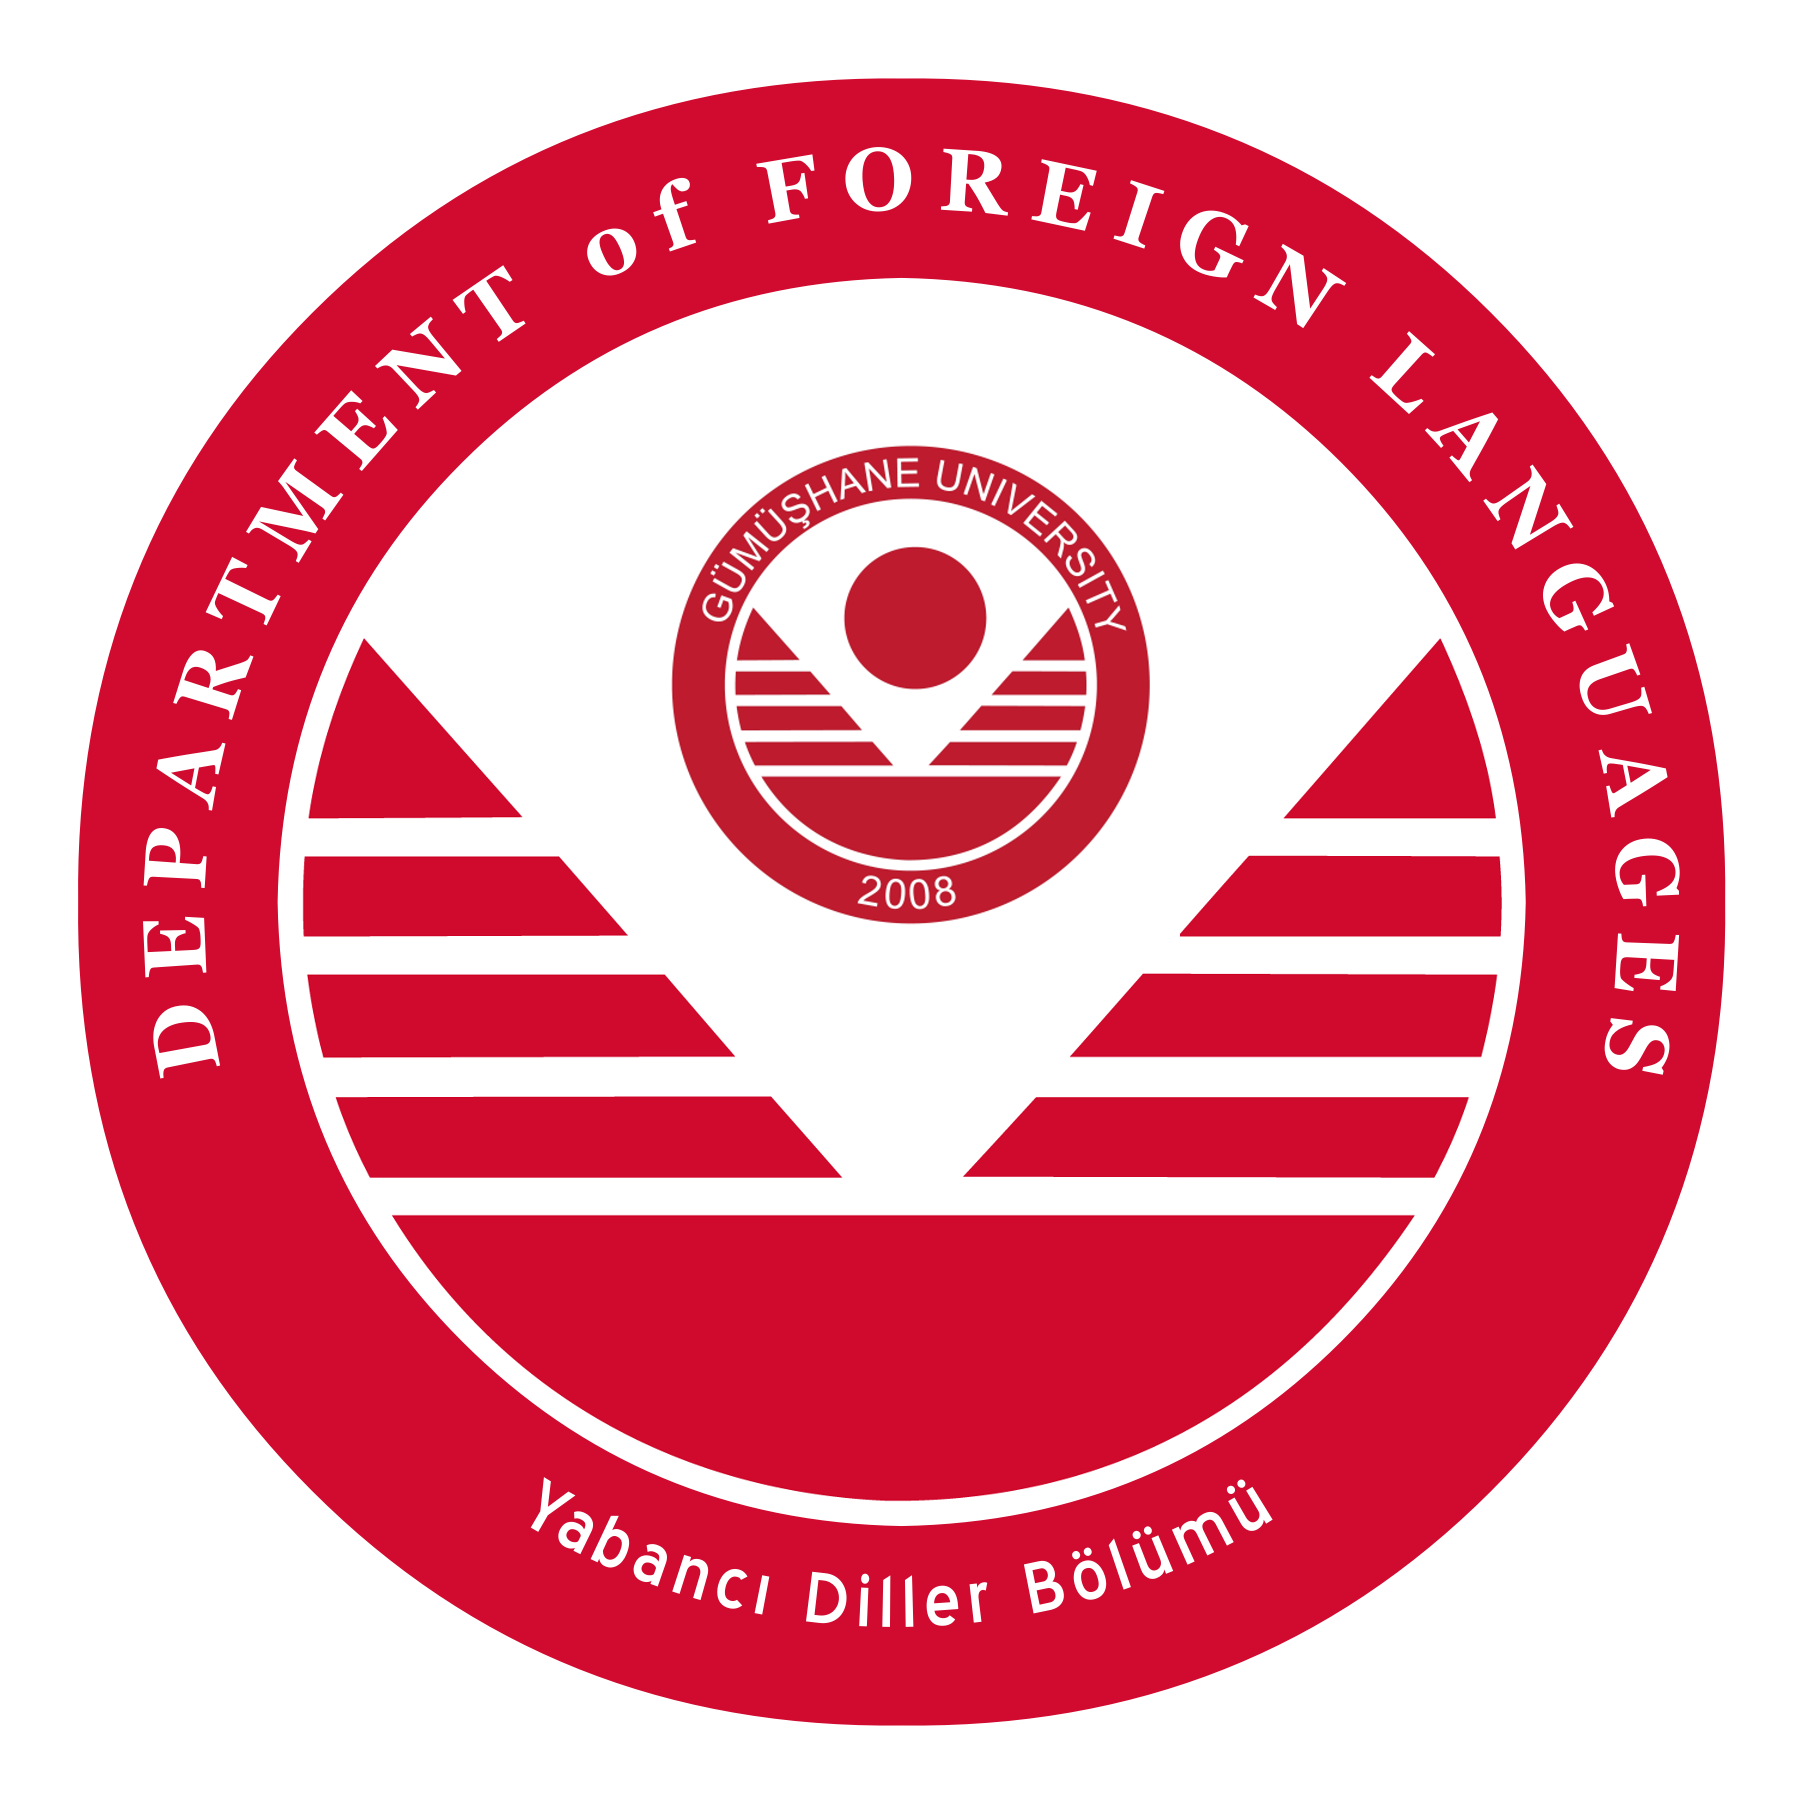 DEPARTMENT of FOREIGN LANGUAGES
GÜMÜŞHANE UNIVERSITY
2008
Yabancı Diller Bölümü